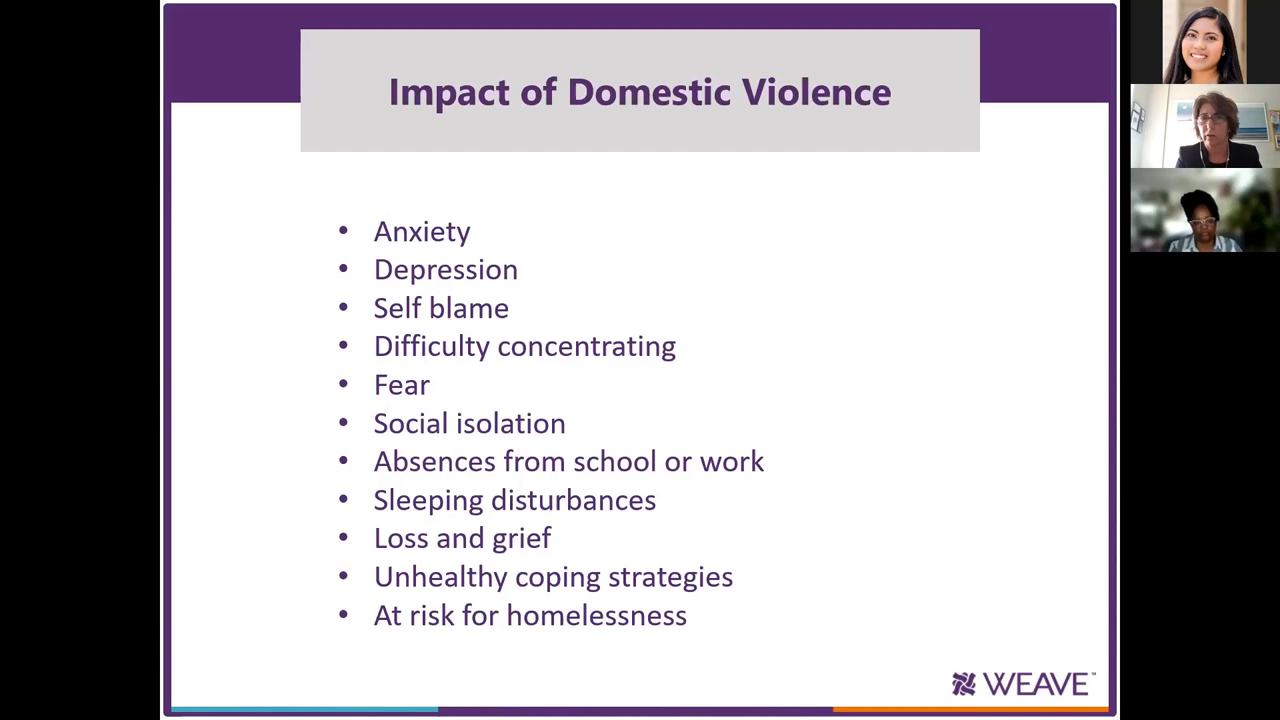 Impact of Domestic Violence
• Anxiety
• Depression
• Self blame
• Difficulty concentrating
• Fear
• Social isolation
• Absences from school or work
• Sleeping disturbances
• Loss and grief
• Unhealthy coping strategies
• At risk for homelessness
WEAVE™